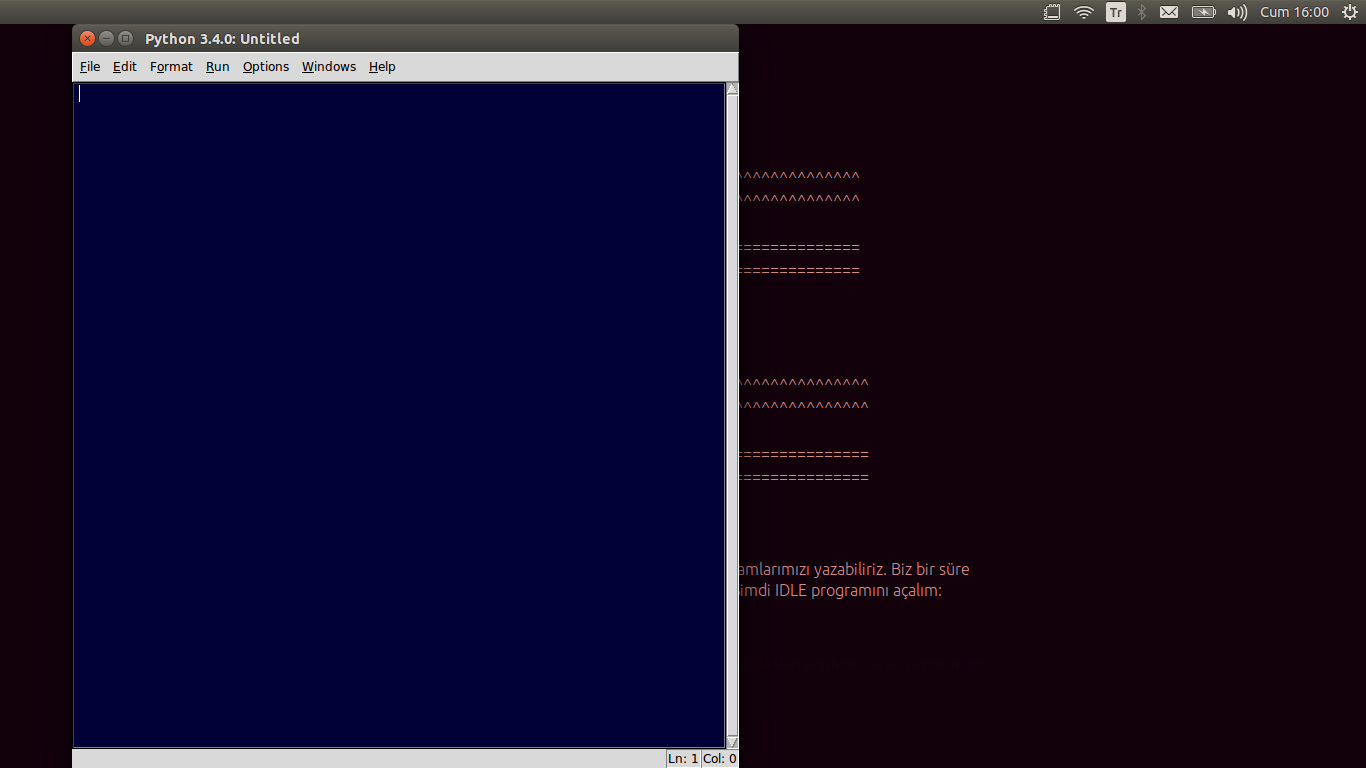 Tr
Cum 16:00
Python 3.4.0: Untitled
File Edit Format Run Options Windows Help
^^^^^^^^^^^^^^
^^^^^^^^^^^^^^
==============
==============
^^^^^^^^^^^^^^^
^^^^^^^^^^^^^^^
===============
===============
amlarımızı yazabiliriz. Biz bir süre
Şimdi IDLE programını açalım:
Ln: 1 Col: 0